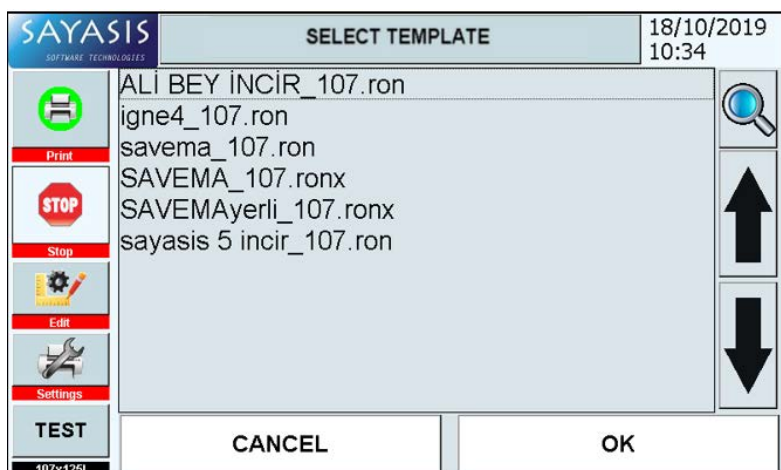 SAYASIS
SOFTWARE TECHNOLOGIES
SELECT TEMPLATE
18/10/2019
10:34
ALİ BEY İNCİR_107.ron
igne4_107.ron
savema_107.ron
SAVEMA_107.ronx
SAVEMAyerli_107.ronx
sayasis 5 incir_107.ron
Print
STOP
Stop
Edit
Settings
TEST
CANCEL
OK